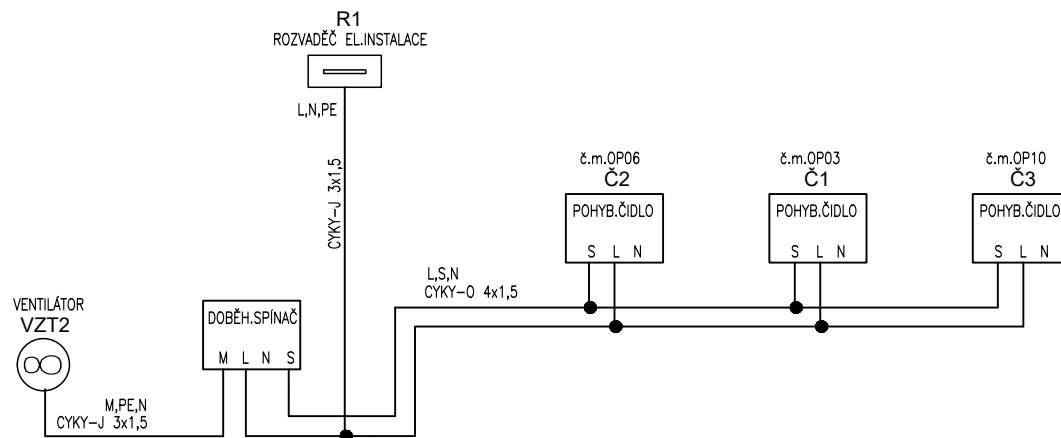 R1
ROZVADĚČ EL.INSTALACE
L,N,PE
CYKY-J 3x1,5
č.m.0P06
Č2
POHYB.ČIDLO
S L N
č.m.0P03
Č1
POHYB.ČIDLO
S L N
č.m.0P10
Č3
POHYB.ČIDLO
S L N
L,S,N
CYKY-O 4x1,5
VENTILÁTOR
VZT2
DOBĚH.SPÍNAČ
M L N S
M,PE,N
CYKY-J 3x1,5